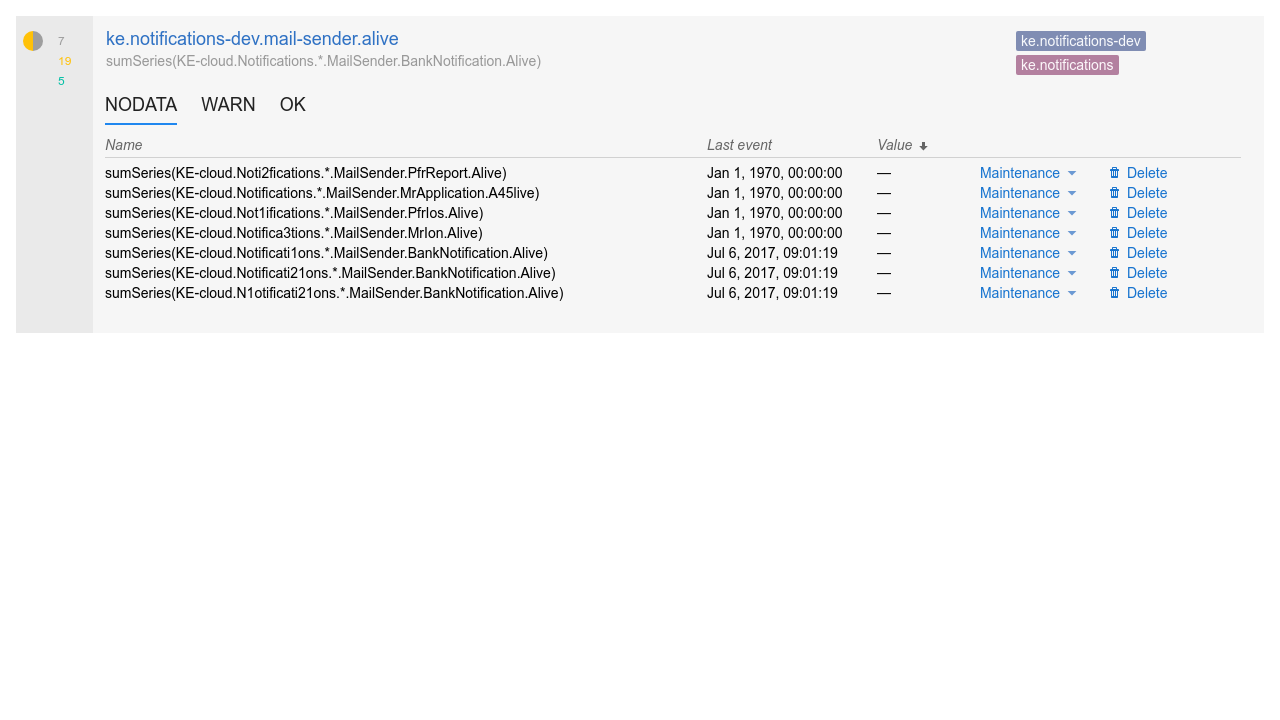 7
19
5
ke.notifications-dev.mail-sender.alive
sumSeries(KE-cloud.Notifications.*.MailSender.BankNotification.Alive)
ke.notifications-dev
ke.notifications
NODATA WARN OK
Name Last event Value
sumSeries(KE-cloud.Noti2fications.*.MailSender.PfrReport.Alive) Jan 1, 1970, 00:00:00 — Maintenance Delete
sumSeries(KE-cloud.Notifications.*.MailSender.MrApplication.A45live) Jan 1, 1970, 00:00:00 — Maintenance Delete
sumSeries(KE-cloud.Not1ifications.*.MailSender.PfrIos.Alive) Jan 1, 1970, 00:00:00 — Maintenance Delete
sumSeries(KE-cloud.Notifica3tions.*.MailSender.MrIon.Alive) Jan 1, 1970, 00:00:00 — Maintenance Delete
sumSeries(KE-cloud.Notificati1ons.*.MailSender.BankNotification.Alive) Jul 6, 2017, 09:01:19 — Maintenance Delete
sumSeries(KE-cloud.Notificati21ons.*.MailSender.BankNotification.Alive) Jul 6, 2017, 09:01:19 — Maintenance Delete
sumSeries(KE-cloud.N1otificati21ons.*.MailSender.BankNotification.Alive) Jul 6, 2017, 09:01:19 — Maintenance Delete